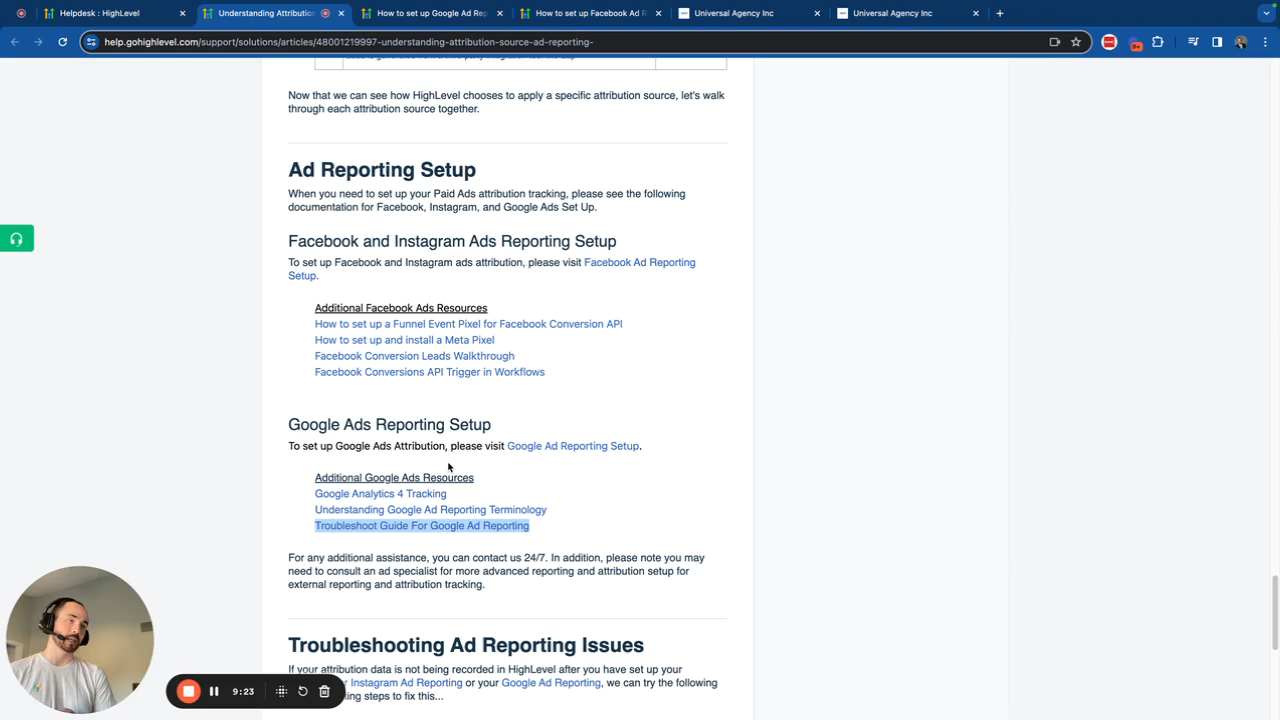 Helpdesk : HighLevel
Understanding Attribution
How to set up Google Ad Rep
How to set up Facebook Ad R
Universal Agency Inc
Universal Agency Inc
help.gohighlevel.com/support/solutions/articles/48001219997-understanding-attribution-source-ad-reporting-
Now that we can see how HighLevel chooses to apply a specific attribution source, let's walk
through each attribution source together.
Ad Reporting Setup
When you need to set up your Paid Ads attribution tracking, please see the following
documentation for Facebook, Instagram, and Google Ads Set Up.
Facebook and Instagram Ads Reporting Setup
To set up Facebook and Instagram ads attribution, please visit Facebook Ad Reporting
Setup.
Additional Facebook Ads Resources
How to set up a Funnel Event Pixel for Facebook Conversion API
How to set up and install a Meta Pixel
Facebook Conversion Leads Walkthrough
Facebook Conversions API Trigger in Workflows
Google Ads Reporting Setup
To set up Google Ads Attribution, please visit Google Ad Reporting Setup.
Additional Google Ads Resources
Google Analytics 4 Tracking
Understanding Google Ad Reporting Terminology
Troubleshoot Guide For Google Ad Reporting
For any additional assistance, you can contact us 24/7. In addition, please note you may
need to consult an ad specialist for more advanced reporting and attribution setup for
external reporting and attribution tracking.
Troubleshooting Ad Reporting Issues
If your attribution data is not being recorded in HighLevel after you have set up your
Instagram Ad Reporting or your Google Ad Reporting, we can try the following
steps to fix this...
9:23